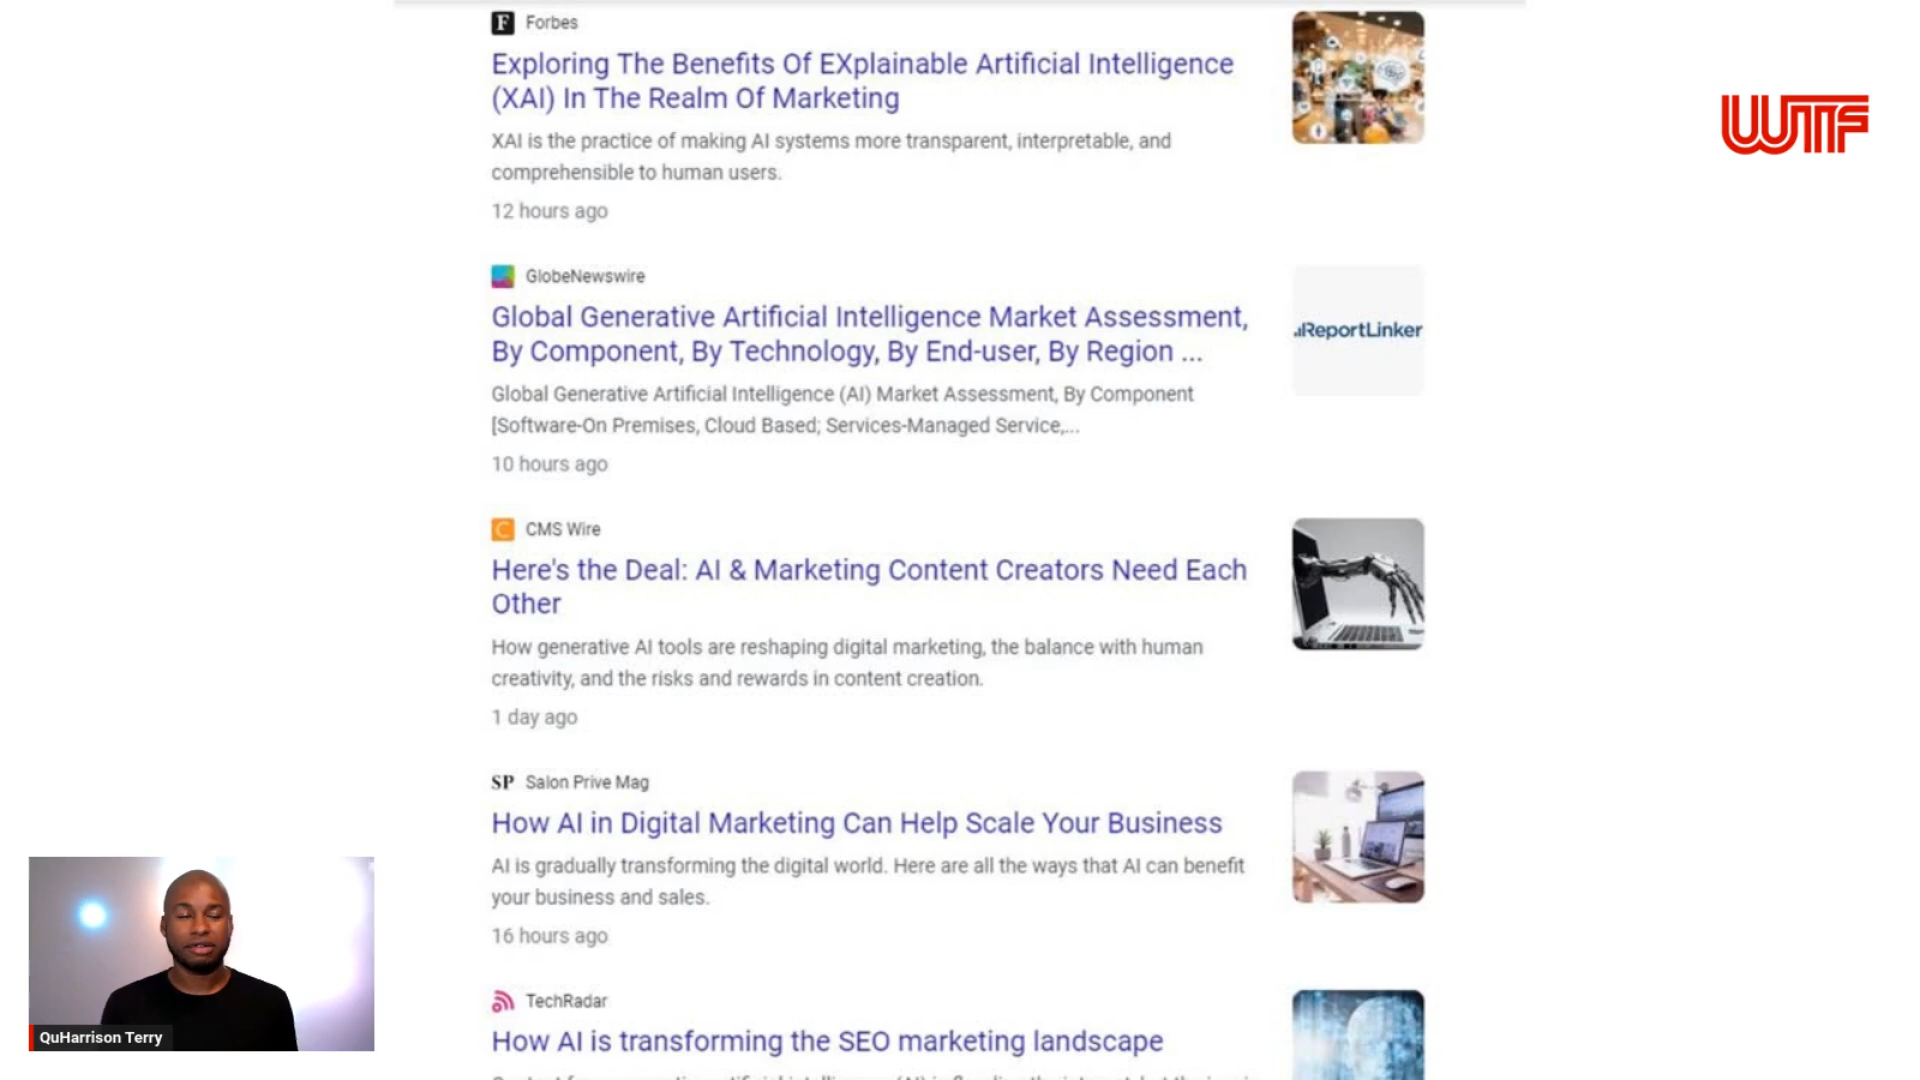 Forbes
Exploring The Benefits Of EXplainable Artificial Intelligence
(XAI) In The Realm Of Marketing
XAI is the practice of making AI systems more transparent, interpretable, and
comprehensible to human users.
12 hours ago
WTF
GlobeNewswire
Global Generative Artificial Intelligence Market Assessment,
By Component, By Technology, By End-user, By Region ...
Global Generative Artificial Intelligence (AI) Market Assessment, By Component
[Software-On Premises, Cloud Based; Services-Managed Service,...
10 hours ago
ReportLinker
C CMS Wire
Here's the Deal: AI & Marketing Content Creators Need Each
Other
How generative AI tools are reshaping digital marketing, the balance with human
creativity, and the risks and rewards in content creation.
1 day ago
SP Salon Prive Mag
How AI in Digital Marketing Can Help Scale Your Business
AI is gradually transforming the digital world. Here are all the ways that AI can benefit
your business and sales.
16 hours ago
TechRadar
How AI is transforming the SEO marketing landscape
QuHarrison Terry